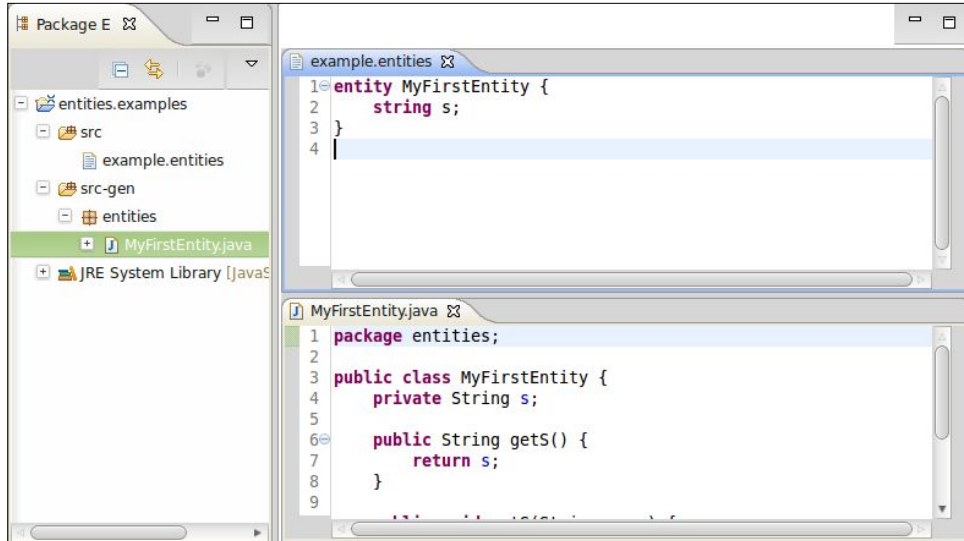 Package E
entities.examples
src
example.entities
src-gen
entities
MyFirstEntity.java
JRE System Library [JavaS
example.entities
1 entity MyFirstEntity {
2     string s;
3 }
4
MyFirstEntity.java
1 package entities;
2
3 public class MyFirstEntity {
4     private String s;
5
6     public String getS() {
7         return s;
8     }
9